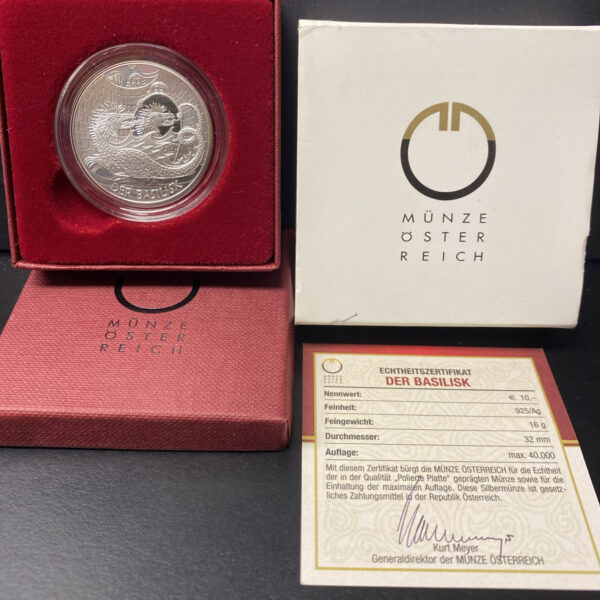 DER BASILISK
MÜNZE
ÖSTER
REICH
MÜNZE
ÖSTER
REICH
ECHTHEITSZERTIFIKAT
DER BASILISK
Nennwert: € 10,–
Feinheit: 925/Ag
Feingewicht: 16 g
Durchmesser: 32 mm
Auflage: max. 40.000
Mit diesem Zertifikat bürgt die MÜNZE ÖSTERREICH für die Echtheit
der in der Qualität „Polierte Platte" geprägten Münze sowie für die
Einhaltung der maximalen Auflage. Diese Silbermünze ist gesetz-
liches Zahlungsmittel in der Republik Österreich.
Kurt Meyer
Generaldirektor der MÜNZE ÖSTERREICH